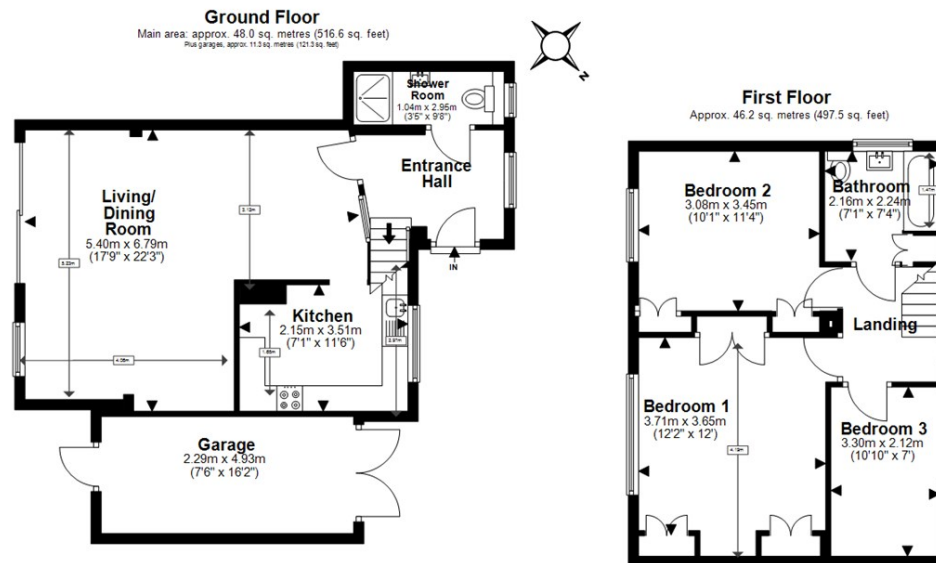 Ground Floor
Main area: approx. 48.0 sq. metres (516.6 sq. feet)
Plus garages, approx. 11.3 sq. metres (121.3 sq. feet)
Shower
Room
1.04m x 2.95m
(3'5" x 9'8")
Entrance
Hall
Living/
Dining
Room
5.40m x 6.79m
(17'9" x 22'3")
IN
Kitchen
2.15m x 3.51m
(7'1" x 11'6")
Garage
2.29m x 4.93m
(7'6" x 16'2")
N
First Floor
Approx. 46.2 sq. metres (497.5 sq. feet)
Bedroom 2
3.08m x 3.45m
(10'1" x 11'4")
Bathroom
2.16m x 2.24m
(7'1" x 7'4")
Landing
Bedroom 1
3.71m x 3.65m
(12'2" x 12')
Bedroom 3
3.30m x 2.12m
(10'10" x 7')